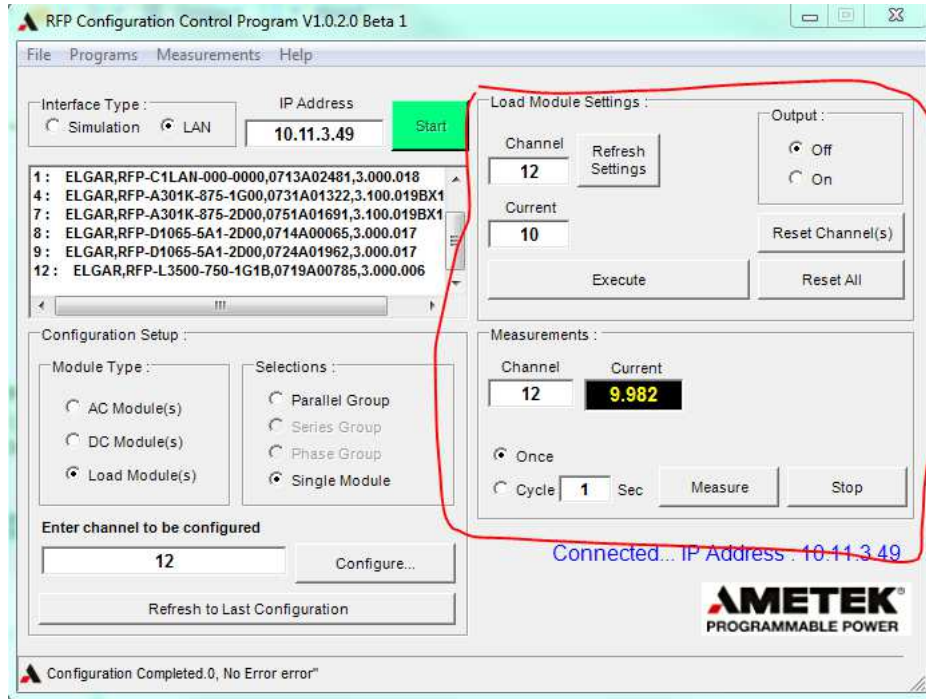 RFP Configuration Control Program V1.0.2.0 Beta 1
File Programs Measurements Help
Interface Type :
Simulation LAN
IP Address
10.11.3.49
Start
1 : ELGAR,RFP-C1LAN-000-0000,0713A02481,3.000.018
4 : ELGAR,RFP-A301K-875-1G00,0731A01322,3.100.019BX1
7 : ELGAR,RFP-A301K-875-2D00,0751A01691,3.100.019BX1
8 : ELGAR,RFP-D1065-5A1-2D00,0714A00065,3.000.017
9 : ELGAR,RFP-D1065-5A1-2D00,0724A01962,3.000.017
12 : ELGAR,RFP-L3500-750-1G1B,0719A00785,3.000.006
Load Module Settings :
Channel
12
Refresh Settings
Current
10
Output :
Off
On
Reset Channel(s)
Execute
Reset All
Configuration Setup :
Module Type :
AC Module(s)
DC Module(s)
Load Module(s)
Selections :
Parallel Group
Series Group
Phase Group
Single Module
Enter channel to be configured
12
Configure...
Refresh to Last Configuration
Measurements :
Channel
12
Current
9.982
Once
Cycle 1 Sec
Measure
Stop
Connected... IP Address : 10.11.3.49
AMETEK®
PROGRAMMABLE POWER
Configuration Completed.0, No Error error"